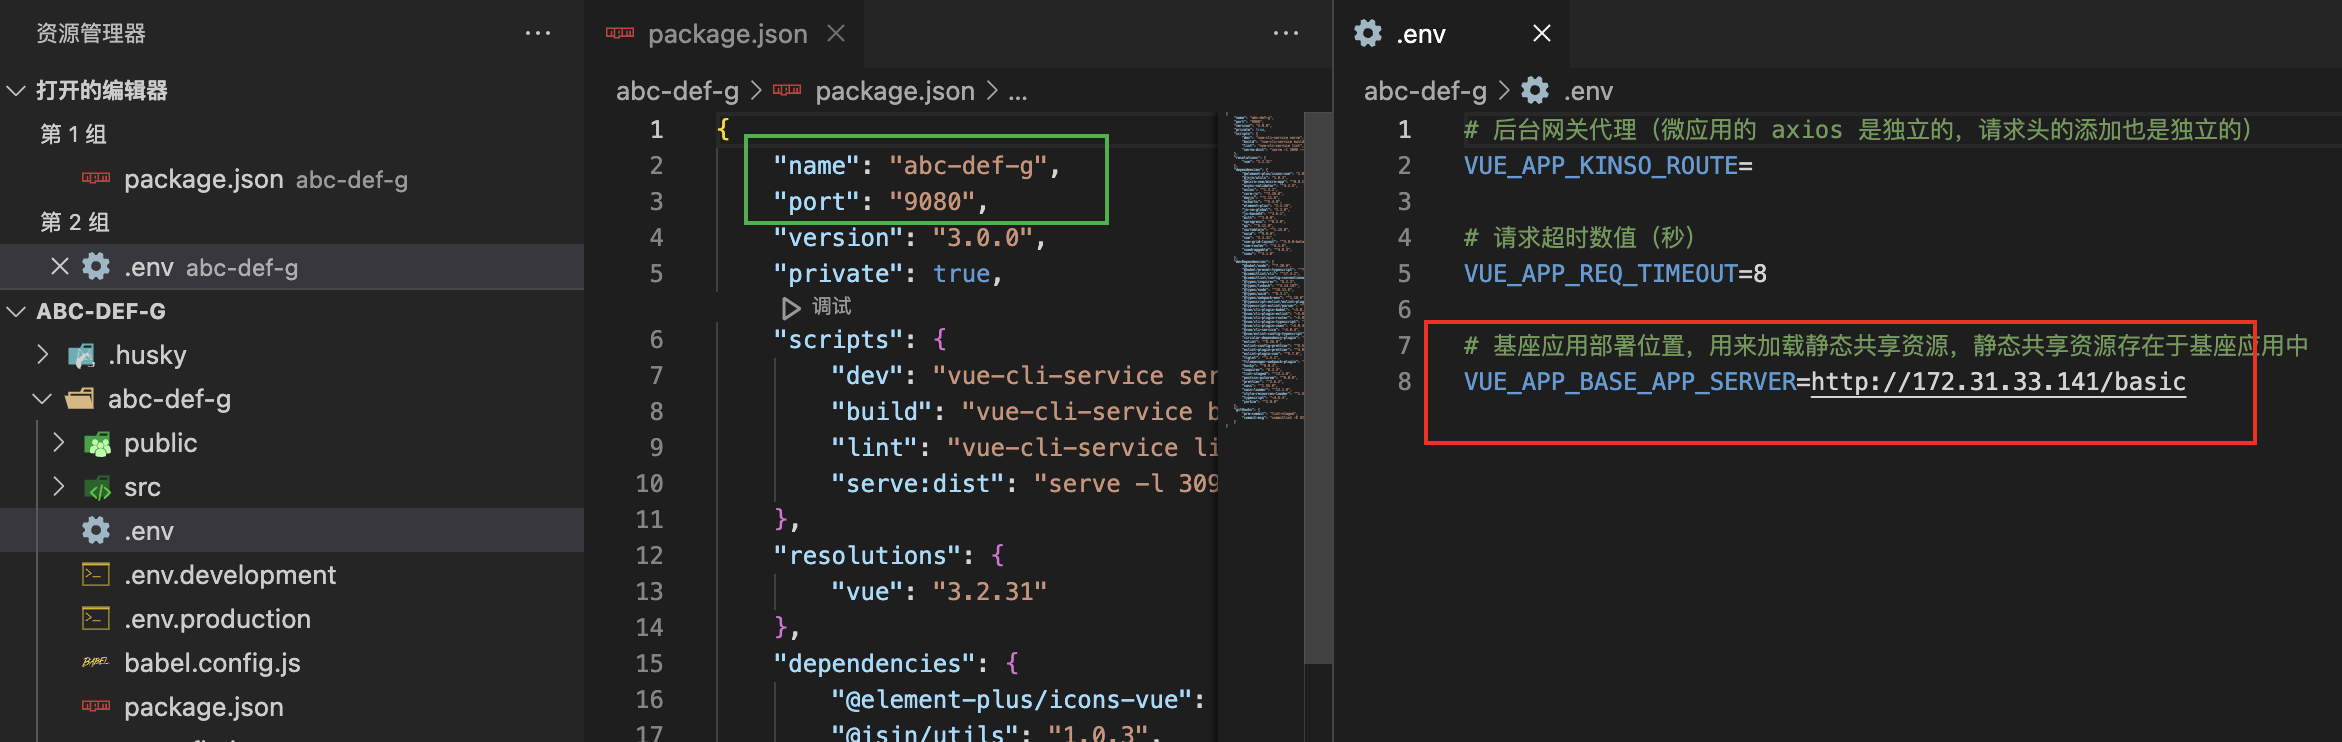 资源管理器
打开的编辑器
第 1 组
package.json abc-def-g
第 2 组
.env abc-def-g
ABC-DEF-G
.husky
abc-def-g
public
src
.env
.env.development
.env.production
babel.config.js
package.json
package.json
abc-def-g > package.json > ...
1 {
2 "name": "abc-def-g",
3 "port": "9080",
4 "version": "3.0.0",
5 "private": true,
调试
6 "scripts": {
7 "dev": "vue-cli-service ser
8 "build": "vue-cli-service b
9 "lint": "vue-cli-service li
10 "serve:dist": "serve -l 309
11 },
12 "resolutions": {
13 "vue": "3.2.31"
14 },
15 "dependencies": {
16 "@element-plus/icons-vue":
17 "@isin/utils": "1.0.3",
.env
abc-def-g > .env
1 # 后台网关代理（微应用的 axios 是独立的，请求头的添加也是独立的）
2 VUE_APP_KINSO_ROUTE=
3
4 # 请求超时数值（秒）
5 VUE_APP_REQ_TIMEOUT=8
6
7 # 基座应用部署位置，用来加载静态共享资源，静态共享资源存在于基座应用中
8 VUE_APP_BASE_APP_SERVER=http://172.31.33.141/basic